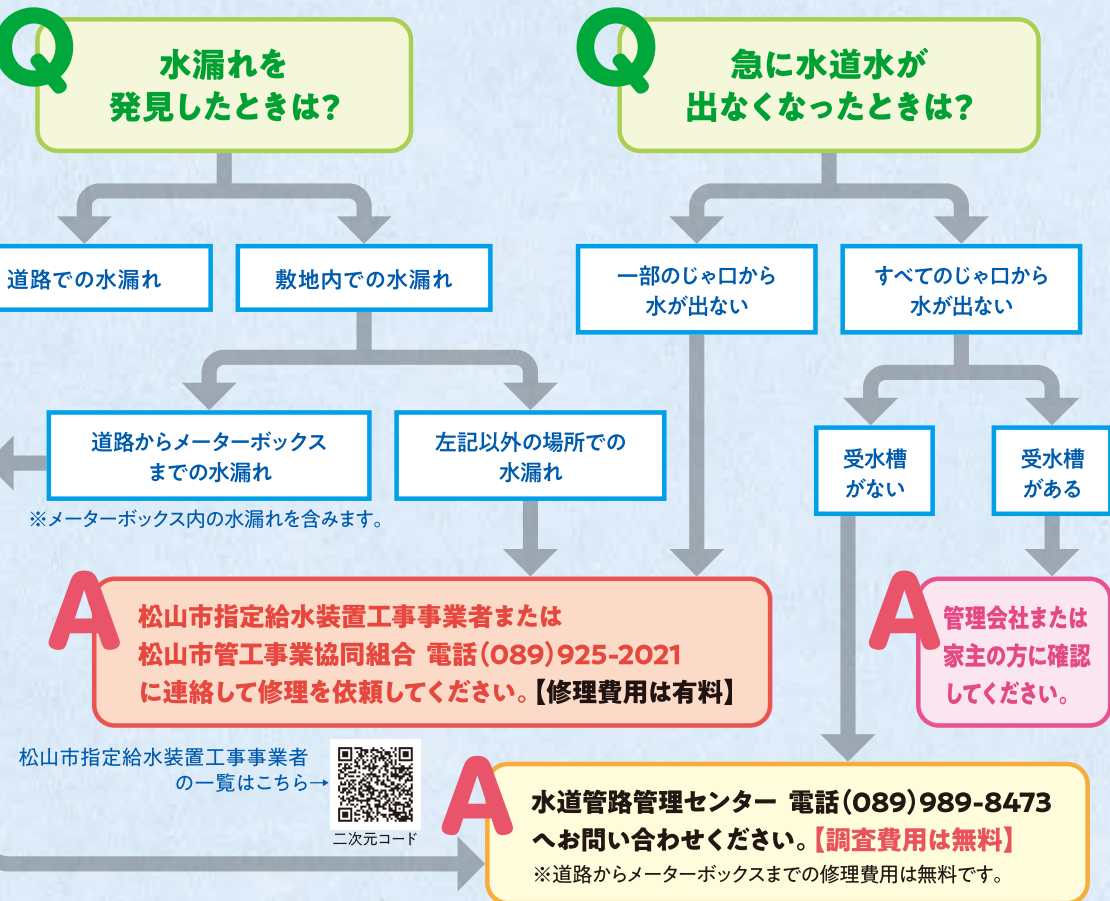 Q
水漏れを
発見したときは?
道路での水漏れ
敷地内での水漏れ
道路からメーターボックス
までの水漏れ
※メーターボックス内の水漏れを含みます。
左記以外の場所での
水漏れ
Q
急に水道水が
出なくなったときは?
一部のじゃ口から
水が出ない
すべてのじゃ口から
水が出ない
受水槽
がない
受水槽
がある
A
松山市指定給水装置工事事業者または
松山市管工事業協同組合 電話(089)925-2021
に連絡して修理を依頼してください。【修理費用は有料】
A
管理会社または
家主の方に確認
してください。
松山市指定給水装置工事事業者
の一覧はこちら→
二次元コード
A
水道管路管理センター 電話(089)989-8473
へお問い合わせください。【調査費用は無料】
※道路からメーターボックスまでの修理費用は無料です。